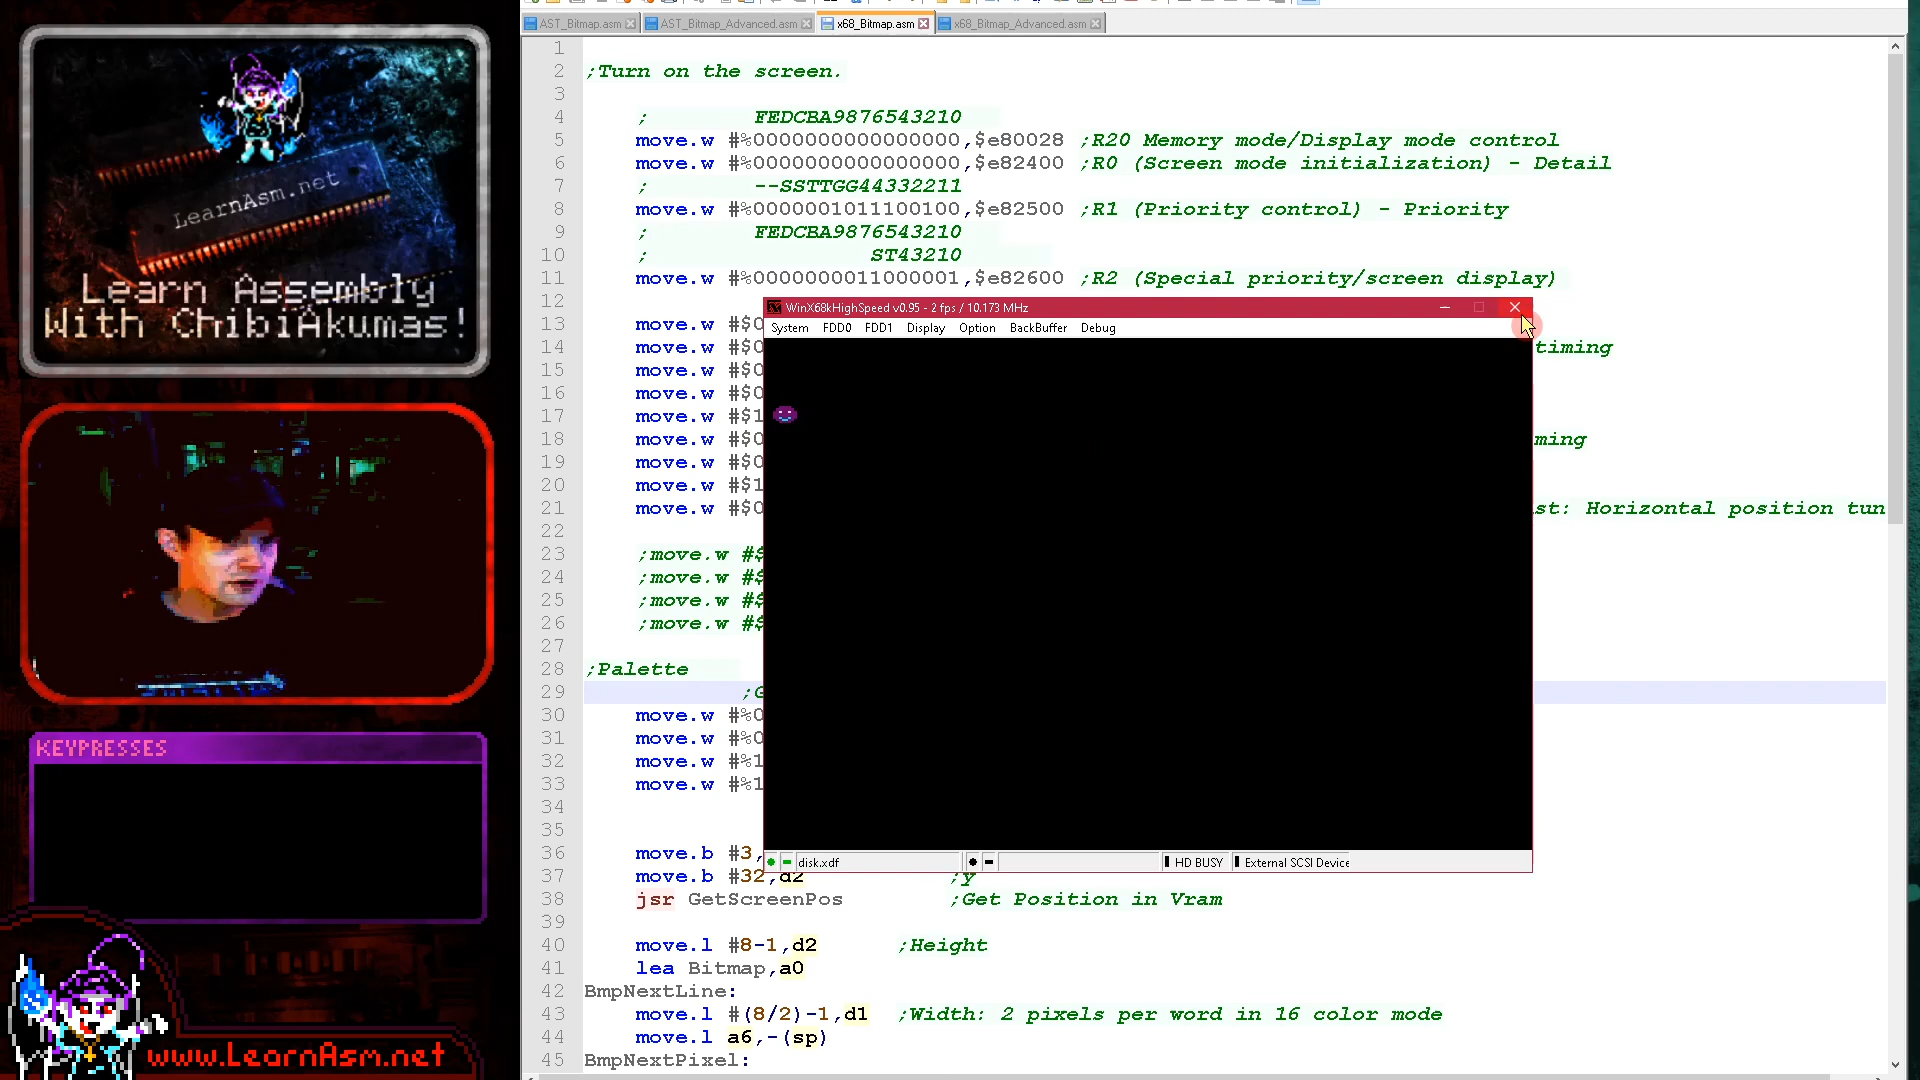 AST_Bitmap.asm
AST_Bitmap_Advanced.asm
x68_Bitmap.asm
x68_Bitmap_Advanced.asm
LearnAsm.net
Learn Assembly
With ChibiAkumas!
KEYPRESSES
www.LearnAsm.net
1
2 ;Turn on the screen.
3
4 ; FEDCBA9876543210
5 move.w #%0000000000000000,$e80028 ;R20 Memory mode/Display mode control
6 move.w #%0000000000000000,$e82400 ;R0 (Screen mode initialization) - Detail
7 ; --SSTTGG44332211
8 move.w #%0000001011100100,$e82500 ;R1 (Priority control) - Priority
9 ; FEDCBA9876543210
10 ; ST43210
11 move.w #%0000000011000001,$e82600 ;R2 (Special priority/screen display)
12
13 move.w #$0
14 move.w #$0 timing
15 move.w #$0
16 move.w #$0
17 move.w #$1
18 move.w #$0 ming
19 move.w #$0
20 move.w #$1
21 move.w #$0 st: Horizontal position tun
22
23 ;move.w #$
24 ;move.w #$
25 ;move.w #$
26 ;move.w #$
27
28 ;Palette
29 ;G
30 move.w #%0
31 move.w #%0
32 move.w #%1
33 move.w #%1
34
35
36 move.b #3,
37 move.b #32,d2 ;y
38 jsr GetScreenPos ;Get Position in Vram
39
40 move.l #8-1,d2 ;Height
41 lea Bitmap,a0
42 BmpNextLine:
43 move.l #(8/2)-1,d1 ;Width: 2 pixels per word in 16 color mode
44 move.l a6,-(sp)
45 BmpNextPixel:
WinX68kHighSpeed v0.95 - 2 fps / 10.173 MHz
System FDD0 FDD1 Display Option BackBuffer Debug
disk.xdf HD BUSY External SCSI Device